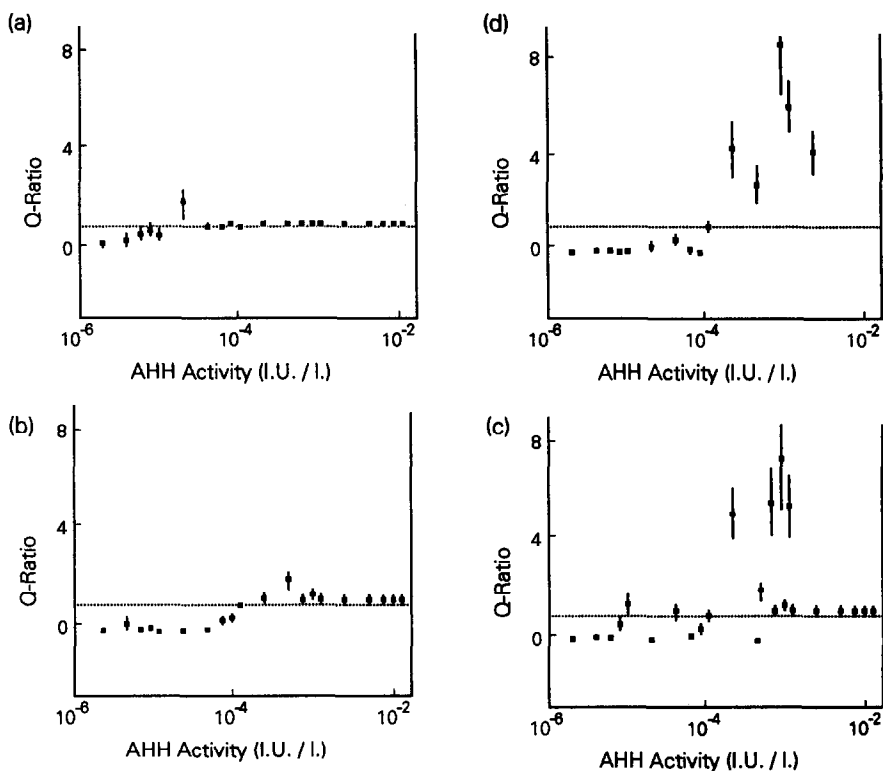 (a)
8
4
0
Q-Ratio
10-6
10-4
10-2
AHH Activity (I.U. / l.)
(d)
8
4
0
Q-Ratio
10-6
10-4
10-2
AHH Activity (I.U. / l.)
(b)
8
4
0
Q-Ratio
10-6
10-4
10-2
AHH Activity (I.U. / l.)
(c)
8
4
0
Q-Ratio
10-6
10-4
10-2
AHH Activity (I.U. / l.)